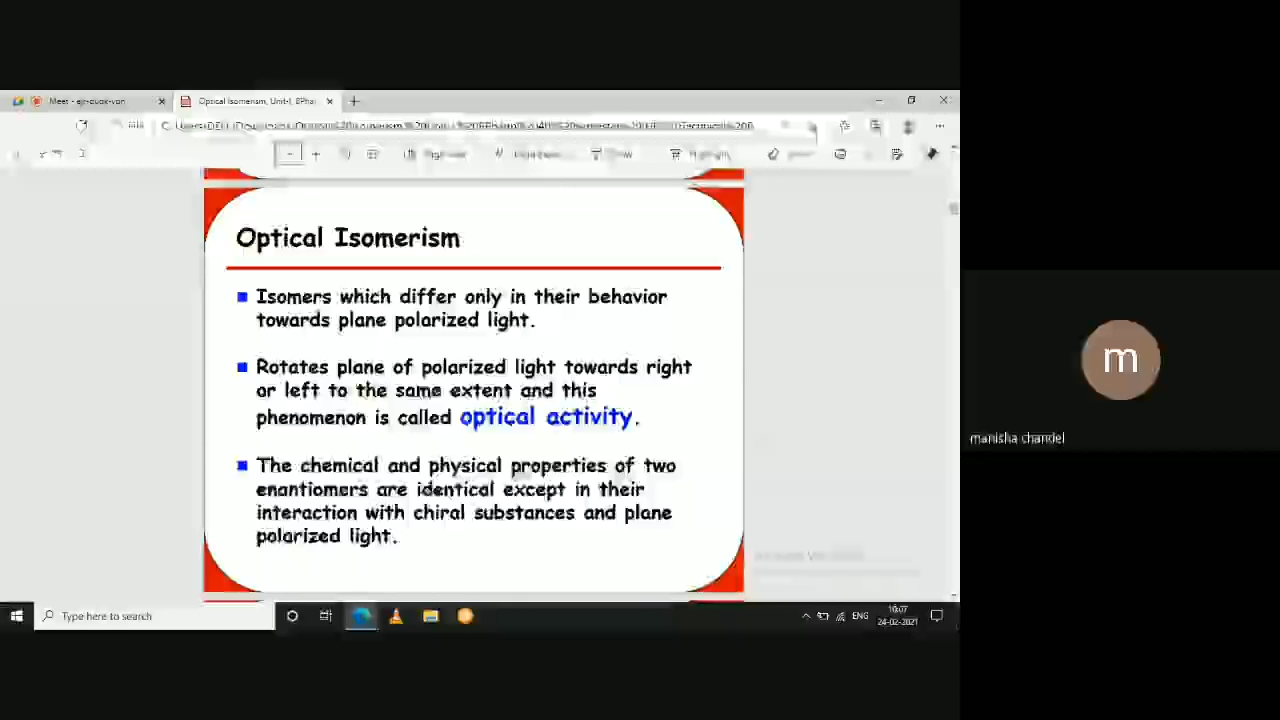 Meet - ejr-quok-von
Optical Isomerism, Unit-I, BPha
Optical Isomerism
Isomers which differ only in their behavior
towards plane polarized light.
Rotates plane of polarized light towards right
or left to the same extent and this
phenomenon is called optical activity.
The chemical and physical properties of two
enantiomers are identical except in their
interaction with chiral substances and plane
polarized light.
m
manisha chandel
Type here to search
ENG
24-02-2021